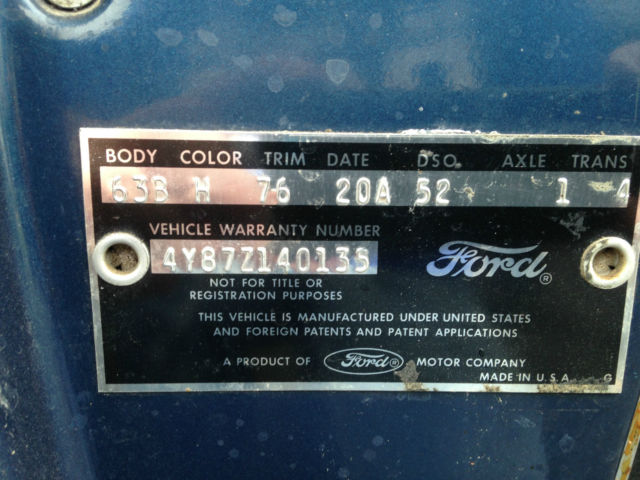 BODY COLOR TRIM DATE DSO. AXLE TRANS
63B H 76 20A 52 1 4
VEHICLE WARRANTY NUMBER
4Y87Z140135
Ford®
NOT FOR TITLE OR
REGISTRATION PURPOSES
THIS VEHICLE IS MANUFACTURED UNDER UNITED STATES
AND FOREIGN PATENTS AND PATENT APPLICATIONS
A PRODUCT OF Ford® MOTOR COMPANY
MADE IN U.S.A G